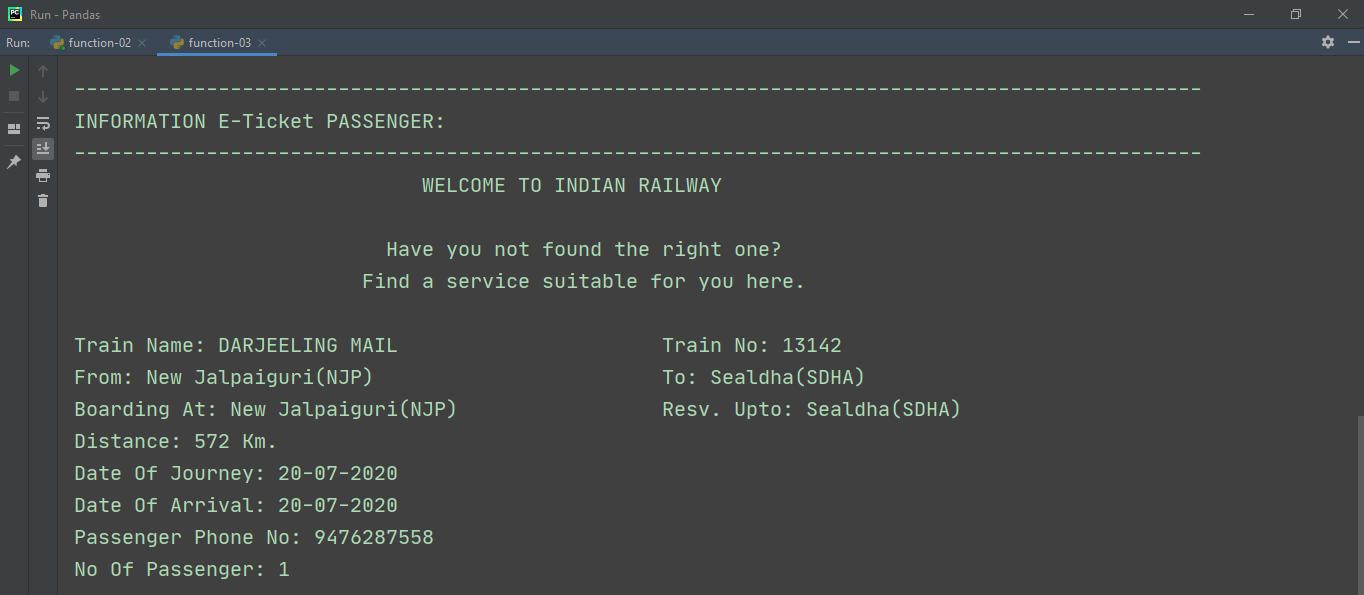 Run - Pandas
Run: function-02 function-03
----------------------------------------------------------------------------------------------
INFORMATION E-Ticket PASSENGER:
----------------------------------------------------------------------------------------------
WELCOME TO INDIAN RAILWAY
Have you not found the right one?
Find a service suitable for you here.
Train Name: DARJEELING MAIL Train No: 13142
From: New Jalpaiguri(NJP) To: Sealdha(SDHA)
Boarding At: New Jalpaiguri(NJP) Resv. Upto: Sealdha(SDHA)
Distance: 572 Km.
Date Of Journey: 20-07-2020
Date Of Arrival: 20-07-2020
Passenger Phone No: 9476287558
No Of Passenger: 1